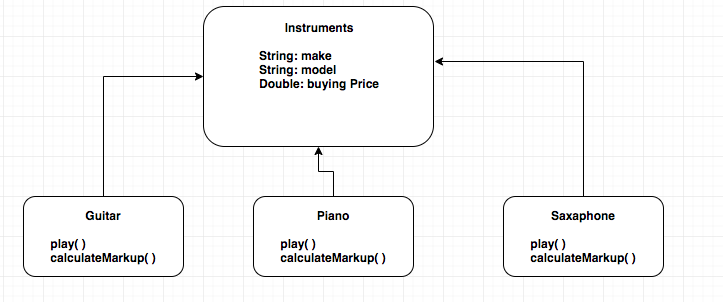 Instruments
String: make
String: model
Double: buying Price
Guitar
play( )
calculateMarkup( )
Piano
play( )
calculateMarkup( )
Saxaphone
play( )
calculateMarkup( )